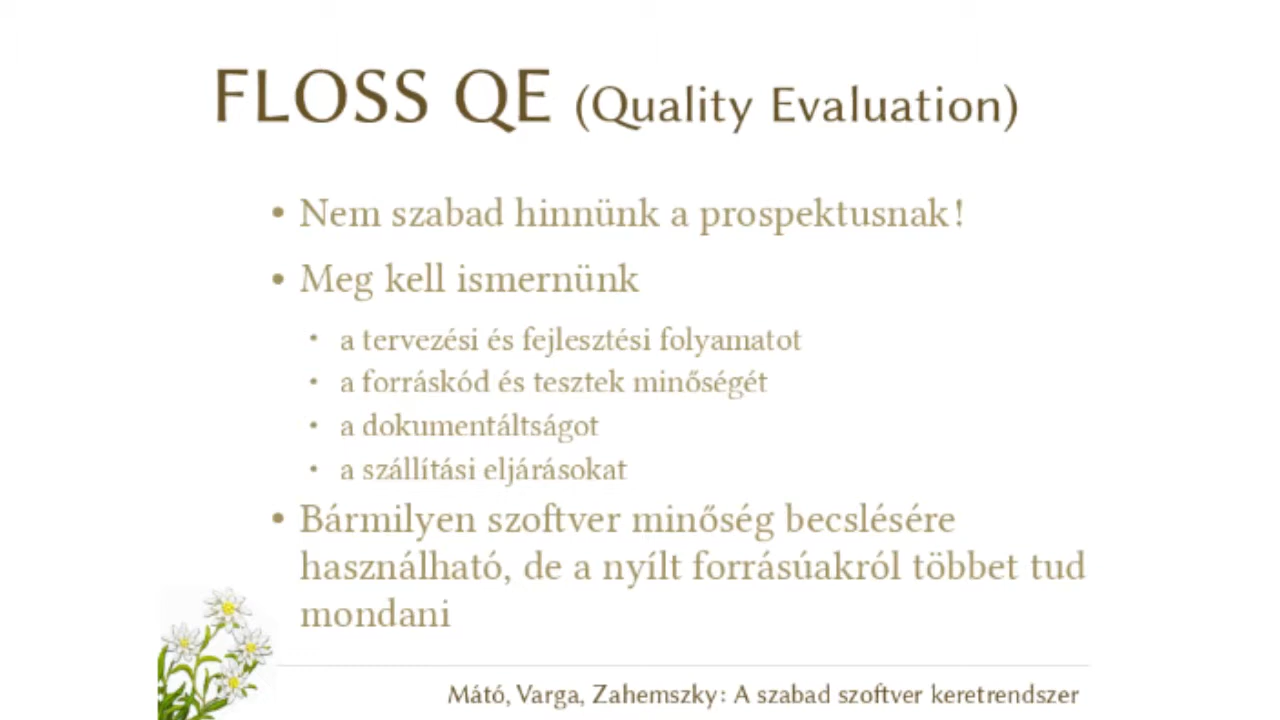 FLOSS QE (Quality Evaluation)
• Nem szabad hinnünk a prospektusnak!
• Meg kell ismernünk
• a tervezési és fejlesztési folyamatot
• a forráskód és tesztek minőségét
• a dokumentáltságot
• a szállítási eljárásokat
• Bármilyen szoftver minőség becslésére
használható, de a nyílt forrásúakról többet tud
mondani
Mátó, Varga, Zahemszky: A szabad szoftver keretrendszer